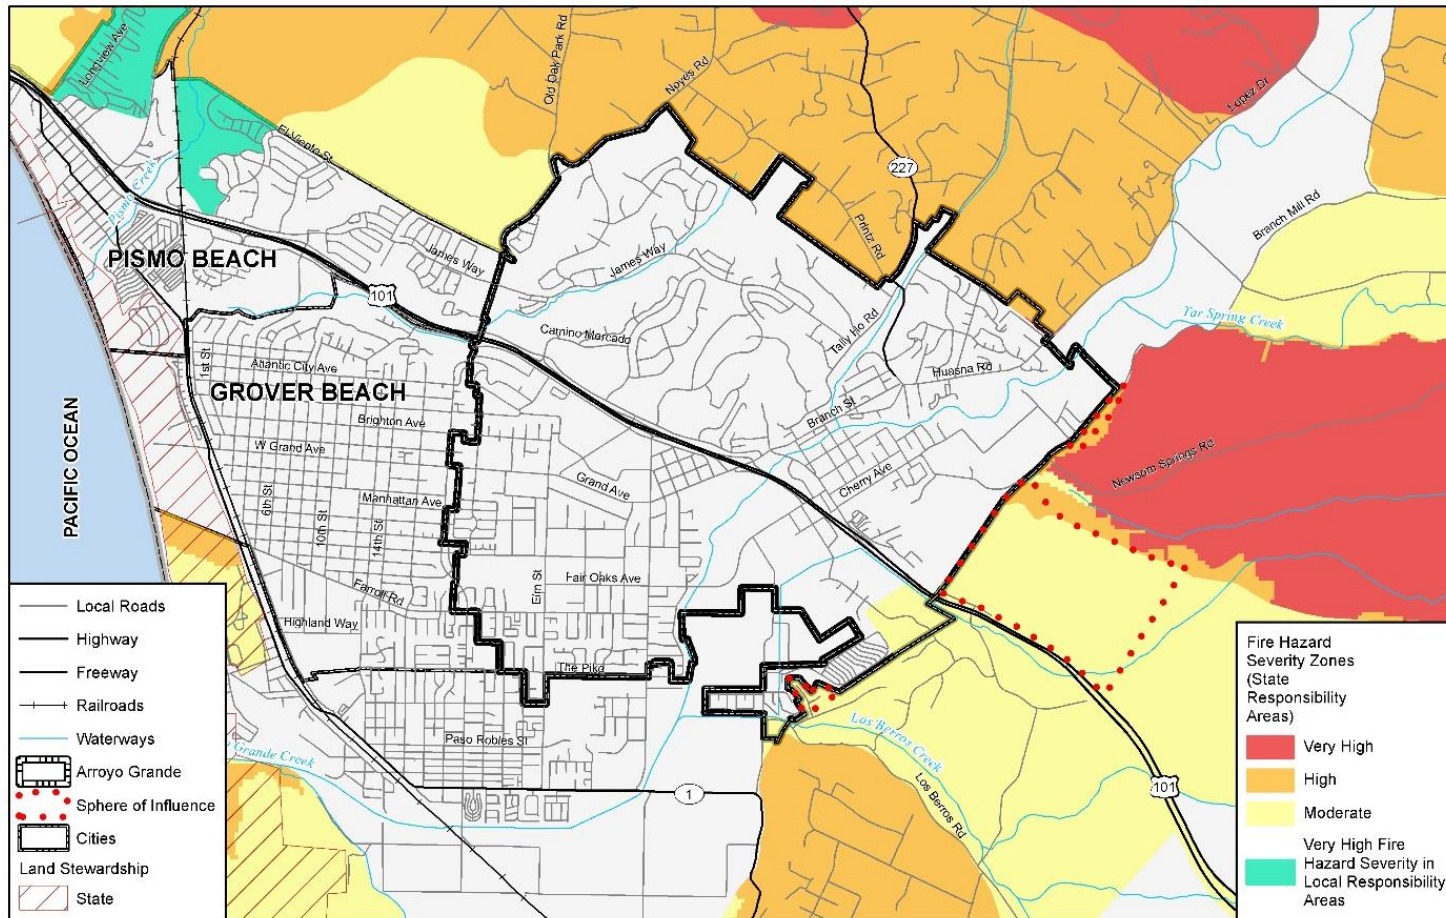 Longview Ave
Old Oak Park Rd
Noyes Rd
Lopez Dr
El Viento St
Pismo Creek
227
Printz Rd
Branch Mill Rd
PISMO BEACH
James Way
James Way
101
Tar Spring Creek
Camino Mercado
Tally Ho Rd
1st St
Atlantic City Ave
Huasna Rd
GROVER BEACH
Branch St
Brighton Ave
W Grand Ave
PACIFIC OCEAN
Newsom Springs Rd
Grand Ave
Cherry Ave
6th St
10th St
14th St
Manhattan Ave
Elm St
Fair Oaks Ave
Farroll Rd
Highland Way
The Pike
Los Berros Creek
Paso Robles St
Grande Creek
Los Berros Rd
1
101
Local Roads
Highway
Freeway
Railroads
Waterways
Arroyo Grande
Sphere of Influence
Cities
Land Stewardship
State
Fire Hazard
Severity Zones
(State
Responsibility
Areas)
Very High
High
Moderate
Very High Fire
Hazard Severity in
Local Responsibility
Areas